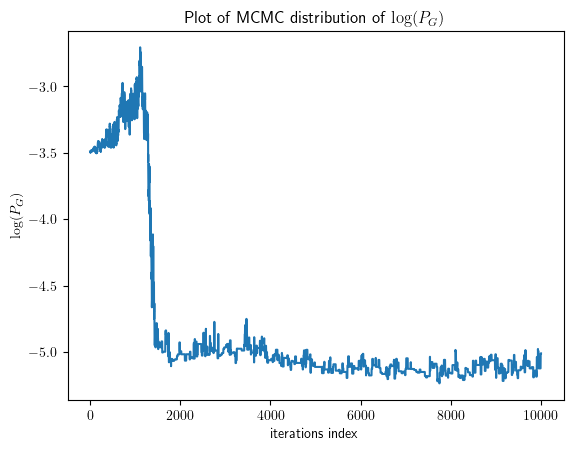 Plot of MCMC distribution of log(P_G)
log(P_G)
−3.0
−3.5
−4.0
−4.5
−5.0
0 2000 4000 6000 8000 10000
iterations index